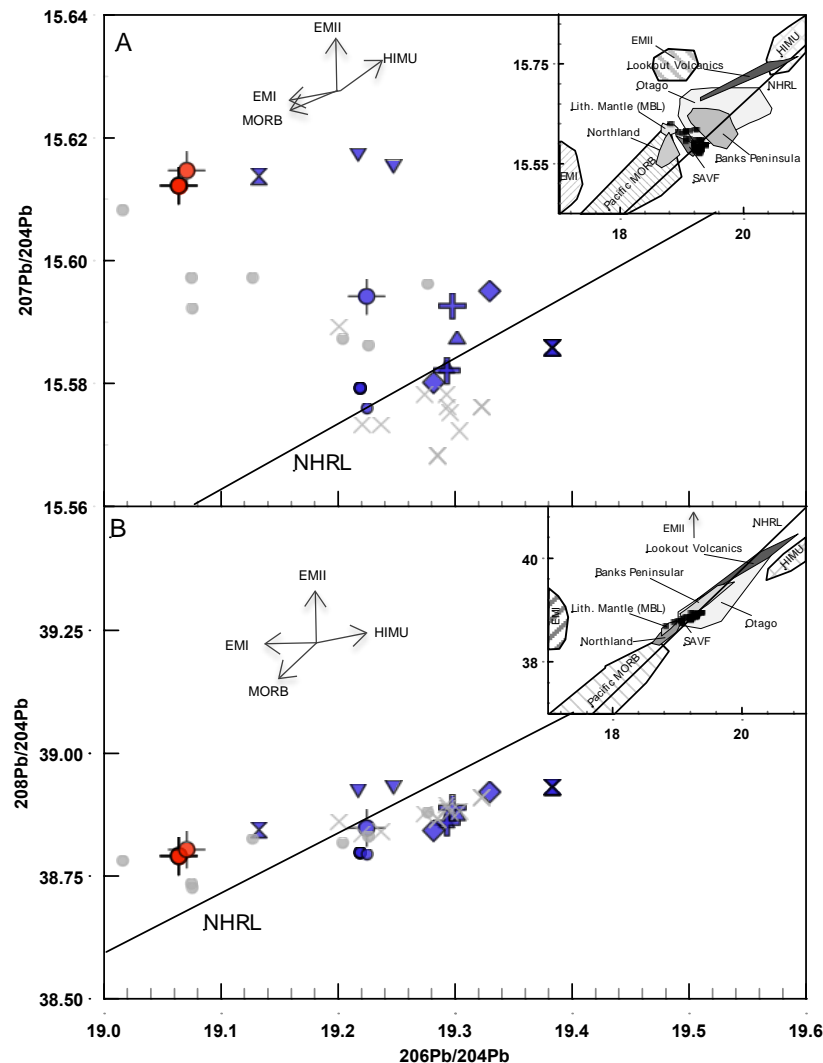 15.64
A
EMII
HIMU
EMI
MORB
EMII
HIMU
15.75
Lookout Volcanics
NHRL
Otago
Lith. Mantle (MBL)
Northland
15.55
Banks Peninsula
Pacific MORB
SAVF
EMI
18
20
15.62
15.60
207Pb/204Pb
15.58
NHRL
15.56
B
EMII
NHRL
Lookout Volcanics
40
HIMU
Banks Peninsular
EMI
Lith. Mantle (MBL)
Otago
Northland
SAVF
38
Pacific MORB
18
20
EMII
39.25
HIMU
EMI
MORB
39.00
208Pb/204Pb
38.75
NHRL
38.50
19.0
19.1
19.2
19.3
19.4
19.5
19.6
206Pb/204Pb